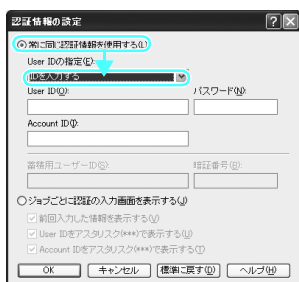 認証情報の設定
常に同じ認証情報を使用する(L)
User IDの指定(E):
IDを入力する
User ID(Q): パスワード(N):
Account ID(I):
蓄積用ユーザーID(S): 暗証番号(B):
ジョブごとに認証の入力画面を表示する(J)
前回入力した情報を表示する(V)
User IDをアスタリスク(***)で表示する(U)
Account IDをアスタリスク(***)で表示する(T)
OK キャンセル 標準に戻す(D) ヘルプ(H)